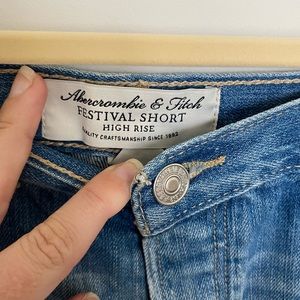 Abercrombie & Fitch
FESTIVAL SHORT
HIGH RISE
QUALITY CRAFTSMANSHIP SINCE 1892